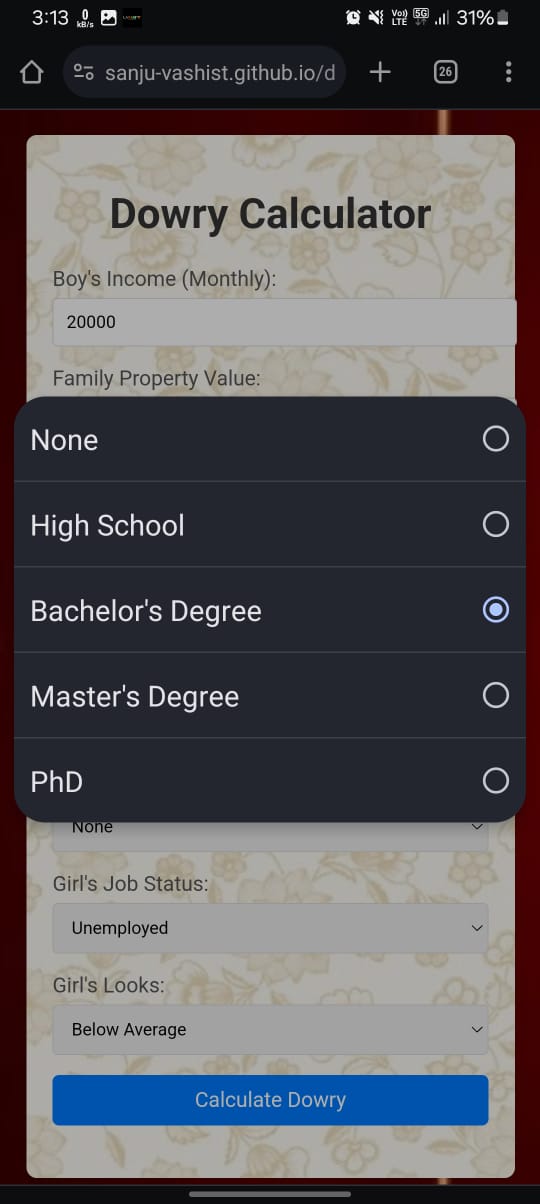 3:13 0 kB/s Vo)) LTE 5G 31%
sanju-vashist.github.io/d 26
Dowry Calculator
Boy's Income (Monthly):
20000
Family Property Value:
None
High School
Bachelor's Degree
Master's Degree
PhD
None
Girl's Job Status:
Unemployed
Girl's Looks:
Below Average
Calculate Dowry